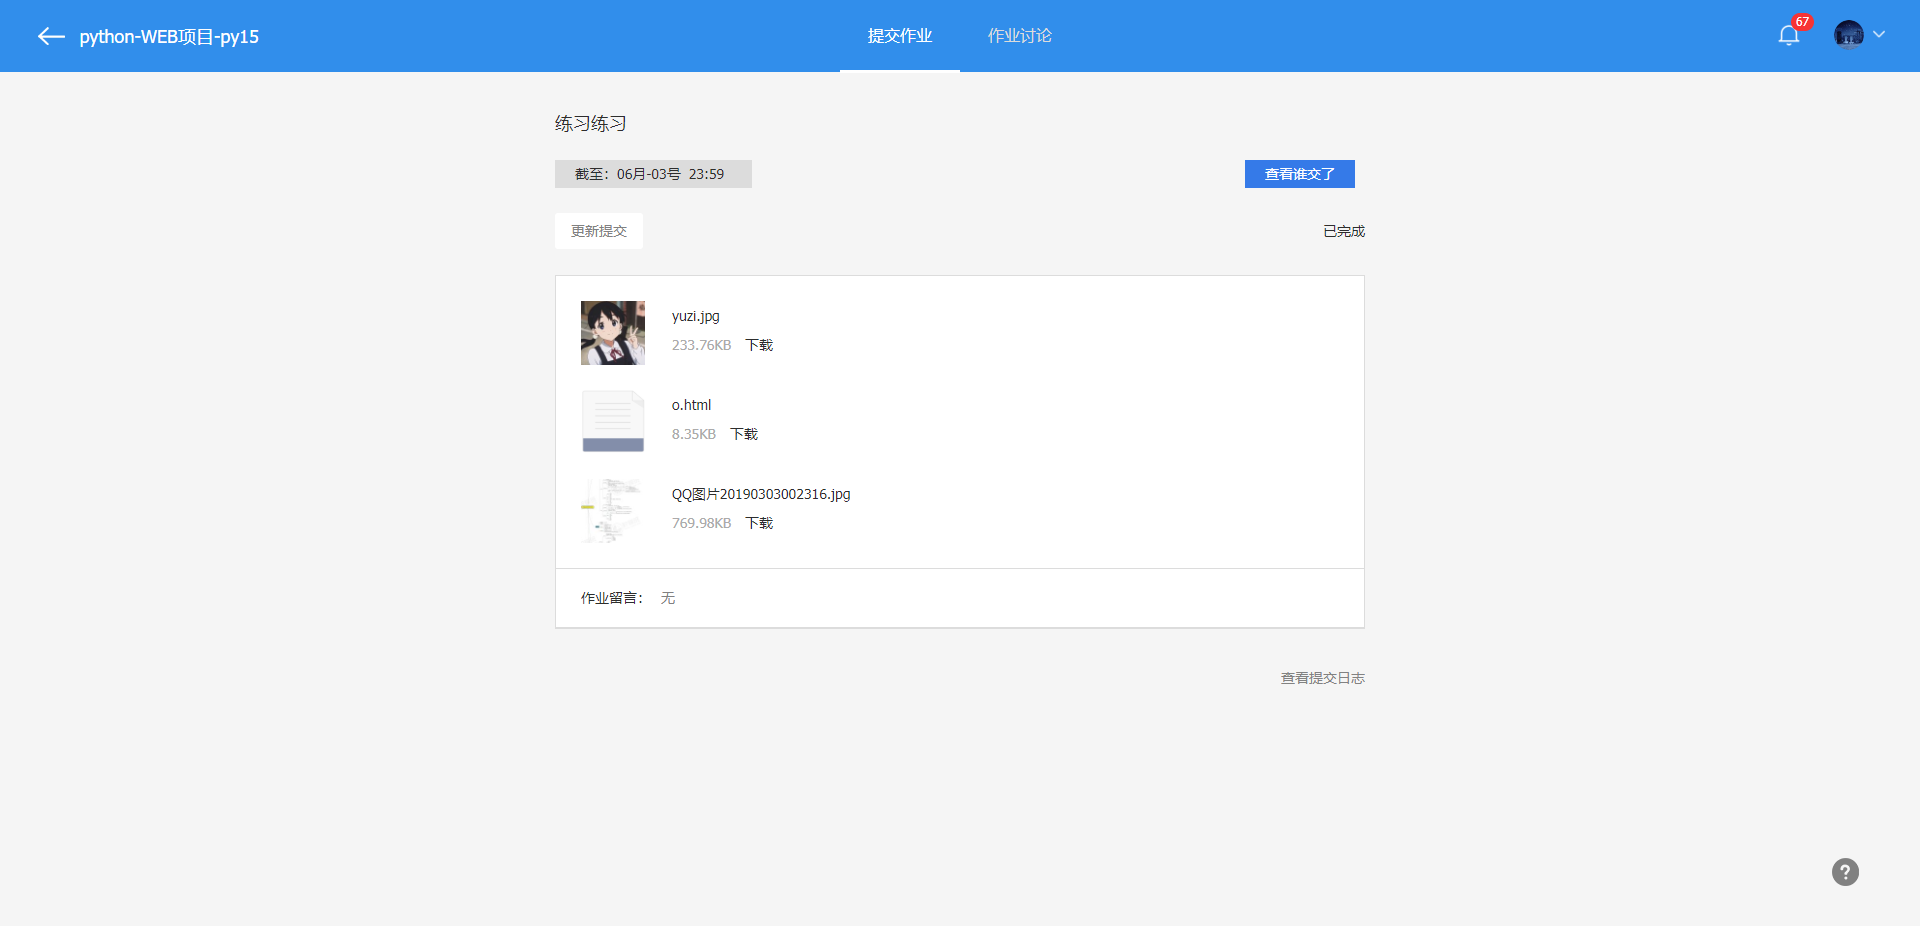 python-WEB项目-py15
提交作业
作业讨论
67
练习练习
截至：06月-03号 23:59
查看谁交了
更新提交
已完成
yuzi.jpg
233.76KB 下载
o.html
8.35KB 下载
QQ图片20190303002316.jpg
769.98KB 下载
作业留言： 无
查看提交日志
?